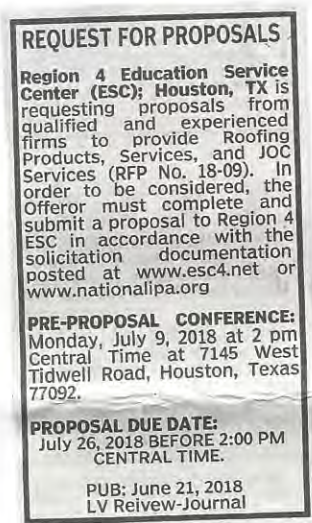 REQUEST FOR PROPOSALS
Region 4 Education Service
Center (ESC); Houston, TX is
requesting proposals from
qualified and experienced
firms to provide Roofing
Products, Services, and JOC
Services (RFP No. 18-09). In
order to be considered, the
Offeror must complete and
submit a proposal to Region 4
ESC in accordance with the
solicitation documentation
posted at www.esc4.net or
www.nationalipa.org
PRE-PROPOSAL CONFERENCE:
Monday, July 9, 2018 at 2 pm
Central Time at 7145 West
Tidwell Road, Houston, Texas
77092.
PROPOSAL DUE DATE:
July 26, 2018 BEFORE 2:00 PM
CENTRAL TIME.
PUB: June 21, 2018
LV Reivew-Journal